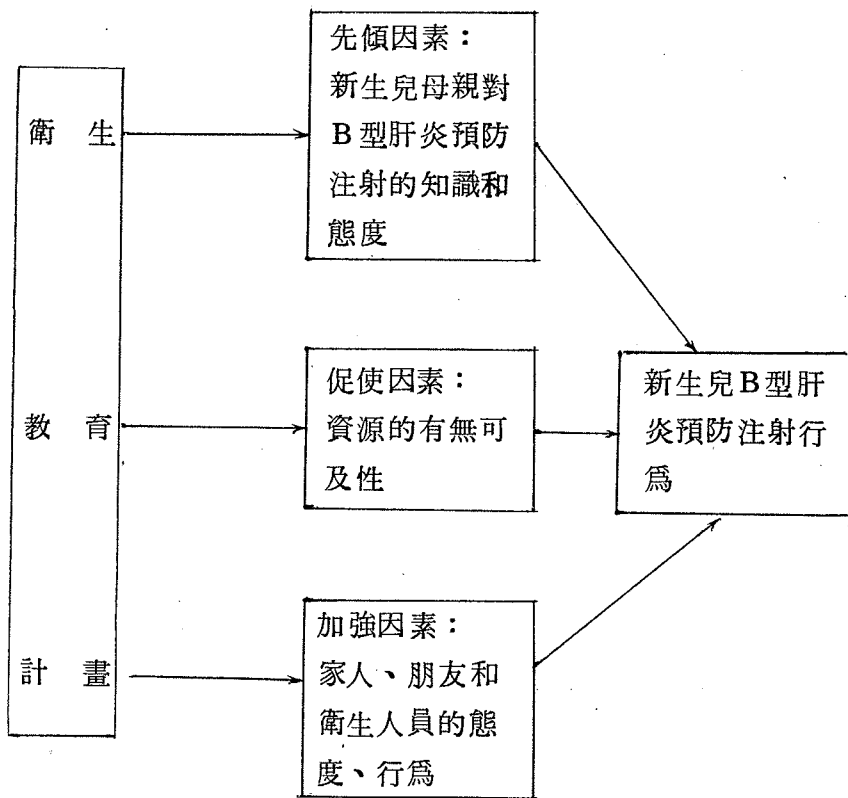 衛生
教育
計畫
先傾因素：
新生兒母親對
B型肝炎預防
注射的知識和
態度
促使因素：
資源的有無可
及性
加強因素：
家人、朋友和
衛生人員的態
度、行爲
新生兒B型肝
炎預防注射行
爲